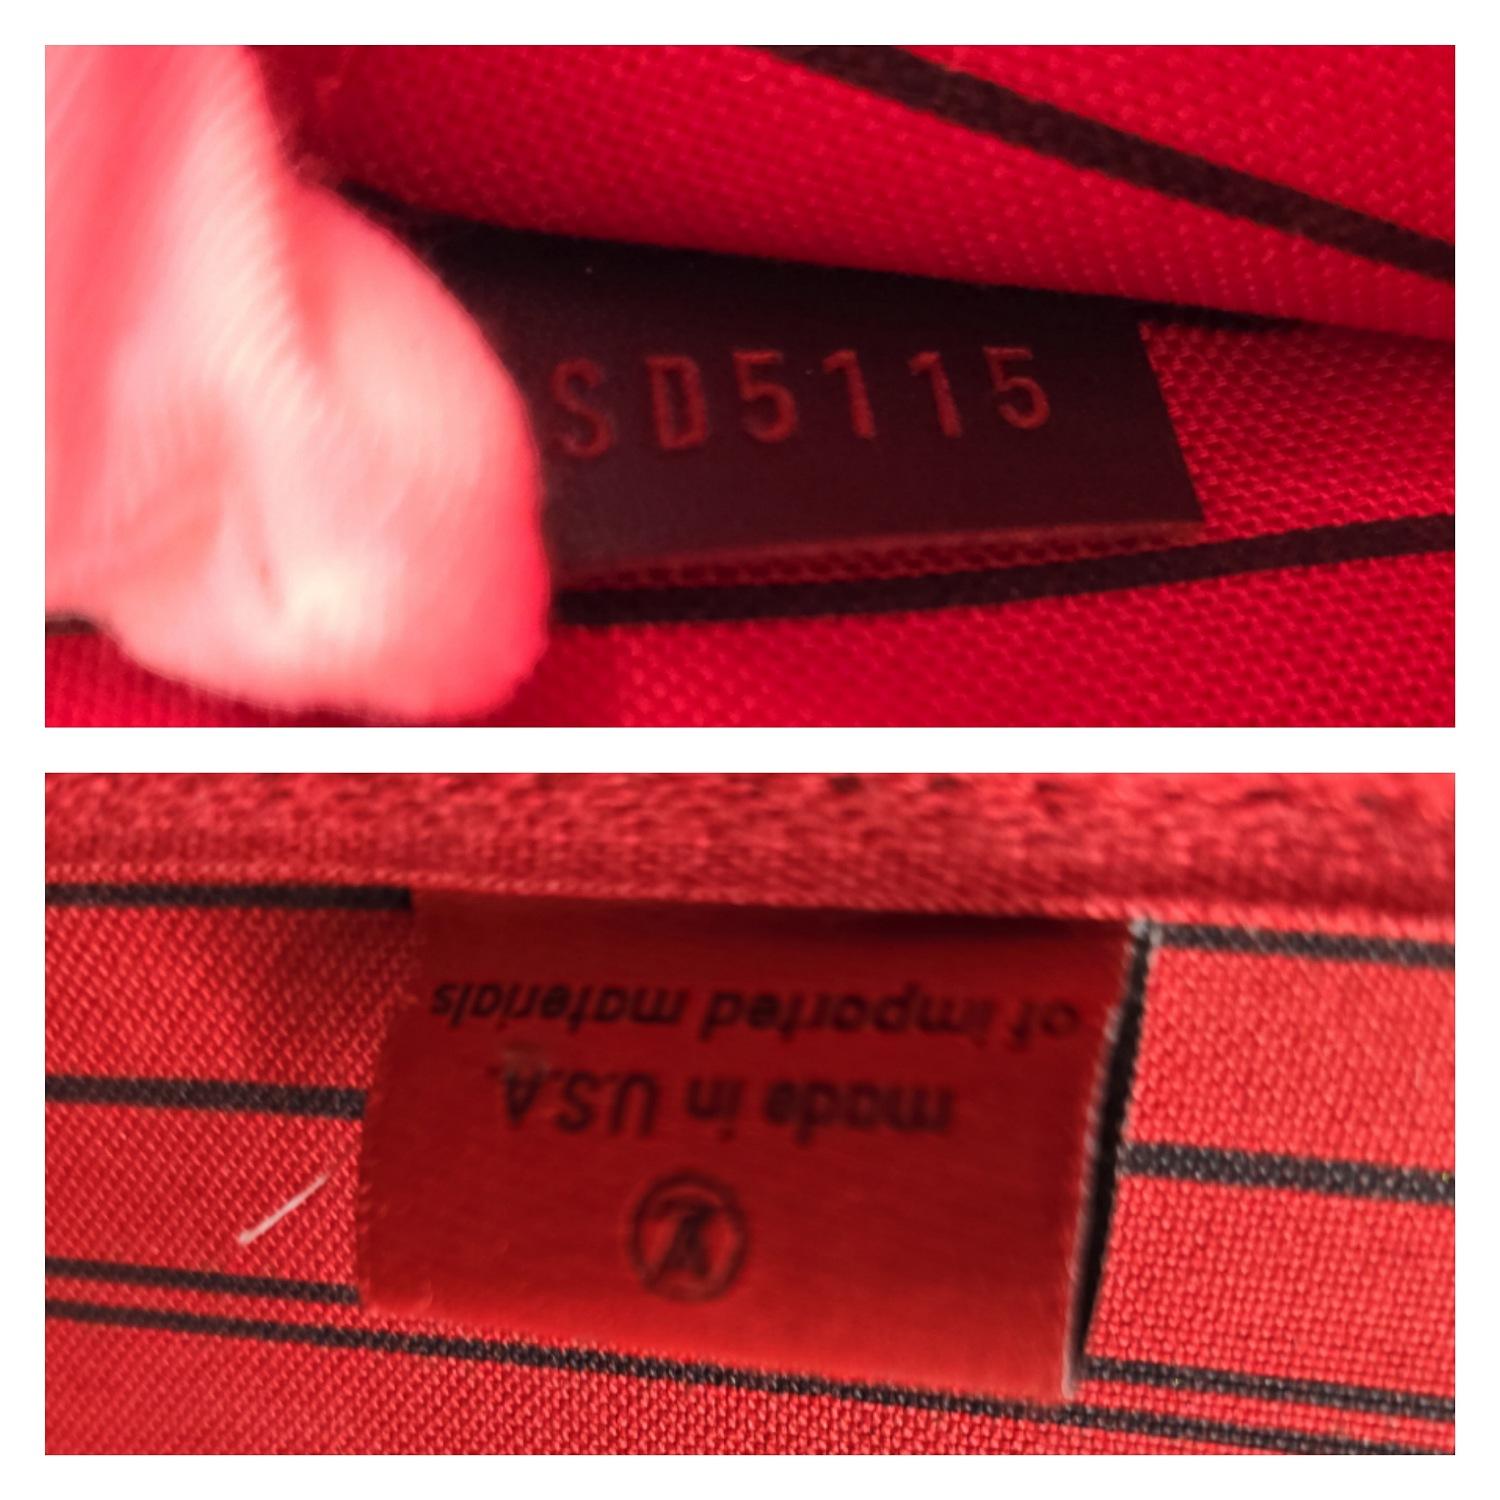 SD5115
made in U.S.A.
of imported materials